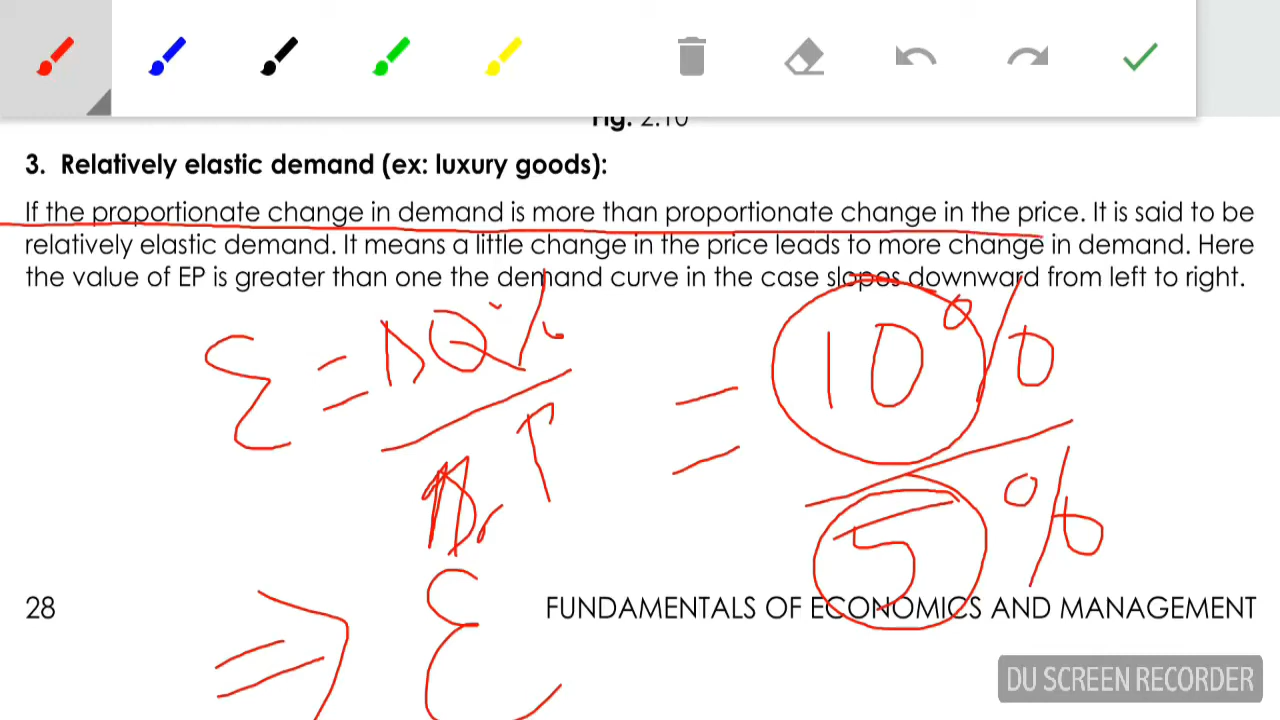 Fig. 2.10
3. Relatively elastic demand (ex: luxury goods):
If the proportionate change in demand is more than proportionate change in the price. It is said to be
relatively elastic demand. It means a little change in the price leads to more change in demand. Here
the value of EP is greater than one the demand curve in the case slopes downward from left to right.
Σ = ΔQ% / Δ P = 10% / 5%
⇒ Σ
28 FUNDAMENTALS OF ECONOMICS AND MANAGEMENT
DU SCREEN RECORDER